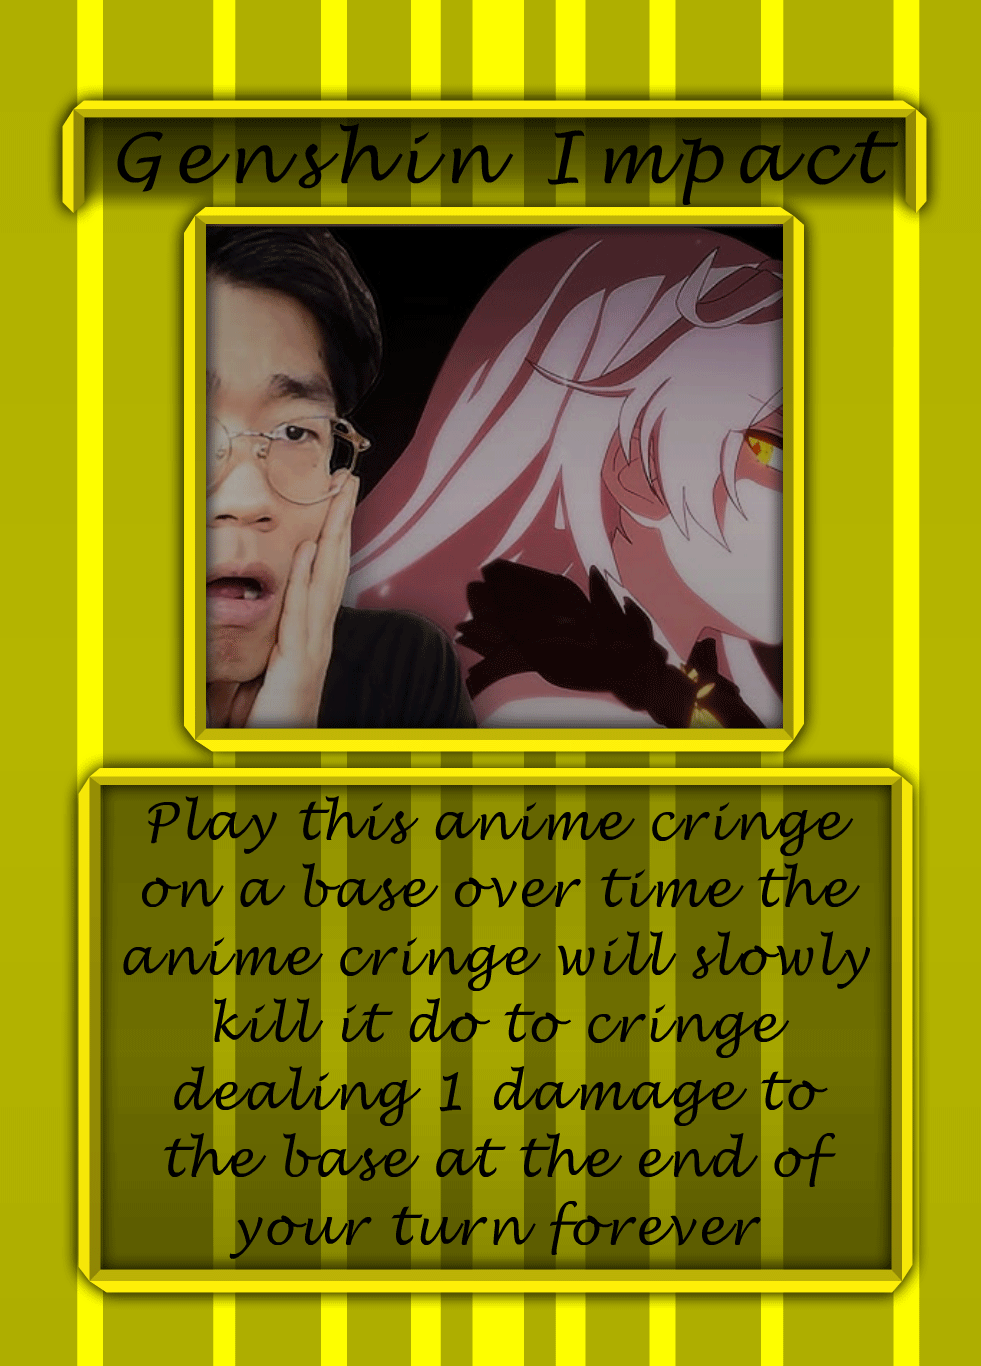 Genshin Impact
Play this anime cringe
on a base over time the
anime cringe will slowly
kill it do to cringe
dealing 1 damage to
the base at the end of
your turn forever